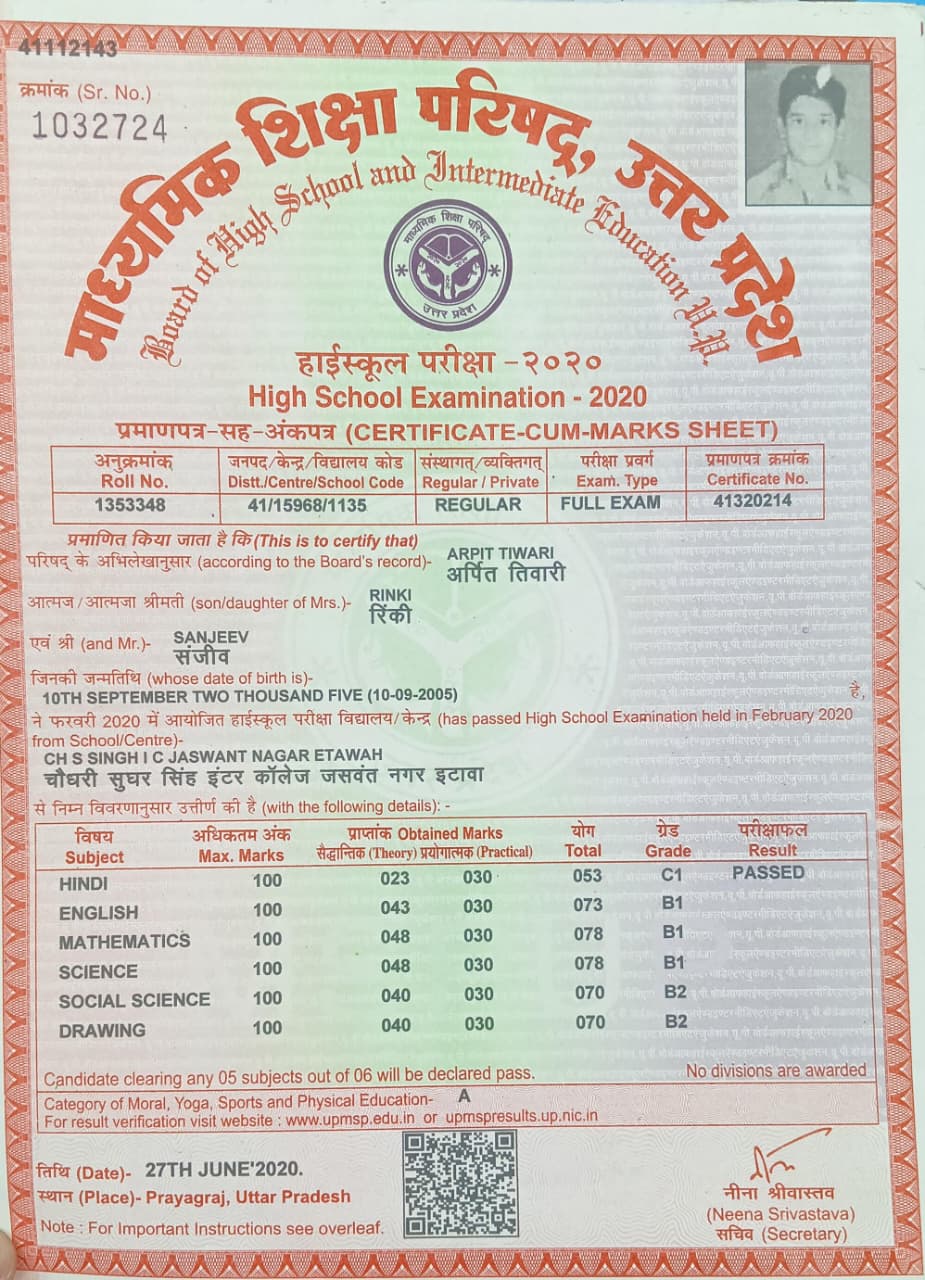 41112143
क्रमांक (Sr. No.)
1032724
माध्यमिक शिक्षा परिषद्, उत्तर प्रदेश
Board of High School and Intermediate Education U.P.
माध्यमिक शिक्षा परिषद
उत्तर प्रदेश
हाईस्कूल परीक्षा -२०२०
High School Examination - 2020
प्रमाणपत्र-सह-अंकपत्र (CERTIFICATE-CUM-MARKS SHEET)
अनुक्रमांक जनपद/केन्द्र/विद्यालय कोड संस्थागत्/व्यक्तिगत् परीक्षा प्रवर्ग प्रमाणपत्र क्रमांक
Roll No. Distt./Centre/School Code Regular / Private Exam. Type Certificate No.
1353348 41/15968/1135 REGULAR FULL EXAM 41320214
प्रमाणित किया जाता है कि (This is to certify that)
ARPIT TIWARI
परिषद् के अभिलेखानुसार (according to the Board's record)- अर्पित तिवारी
RINKI
आत्मज/आत्मजा श्रीमती (son/daughter of Mrs.)- रिंकी
SANJEEV
एवं श्री (and Mr.)- संजीव
जिनकी जन्मतिथि (whose date of birth is)-
10TH SEPTEMBER TWO THOUSAND FIVE (10-09-2005) है,
ने फरवरी 2020 में आयोजित हाईस्कूल परीक्षा विद्यालय/केन्द्र (has passed High School Examination held in February 2020
from School/Centre)-
CH S SINGH I C JASWANT NAGAR ETAWAH
चौधरी सुघर सिंह इंटर कॉलेज जसवंत नगर इटावा
से निम्न विवरणानुसार उत्तीर्ण की है (with the following details): -
विषय अधिकतम अंक प्राप्तांक Obtained Marks योग ग्रेड परीक्षाफल
Subject Max. Marks सैद्धान्तिक (Theory) प्रयोगात्मक (Practical) Total Grade Result
HINDI 100 023 030 053 C1 PASSED
ENGLISH 100 043 030 073 B1
MATHEMATICS 100 048 030 078 B1
SCIENCE 100 048 030 078 B1
SOCIAL SCIENCE 100 040 030 070 B2
DRAWING 100 040 030 070 B2
Candidate clearing any 05 subjects out of 06 will be declared pass. No divisions are awarded
Category of Moral, Yoga, Sports and Physical Education- A
For result verification visit website : www.upmsp.edu.in or upmspresults.up.nic.in
तिथि (Date)- 27TH JUNE'2020.
स्थान (Place)- Prayagraj, Uttar Pradesh
Note : For Important Instructions see overleaf.
नीना श्रीवास्तव
(Neena Srivastava)
सचिव (Secretary)